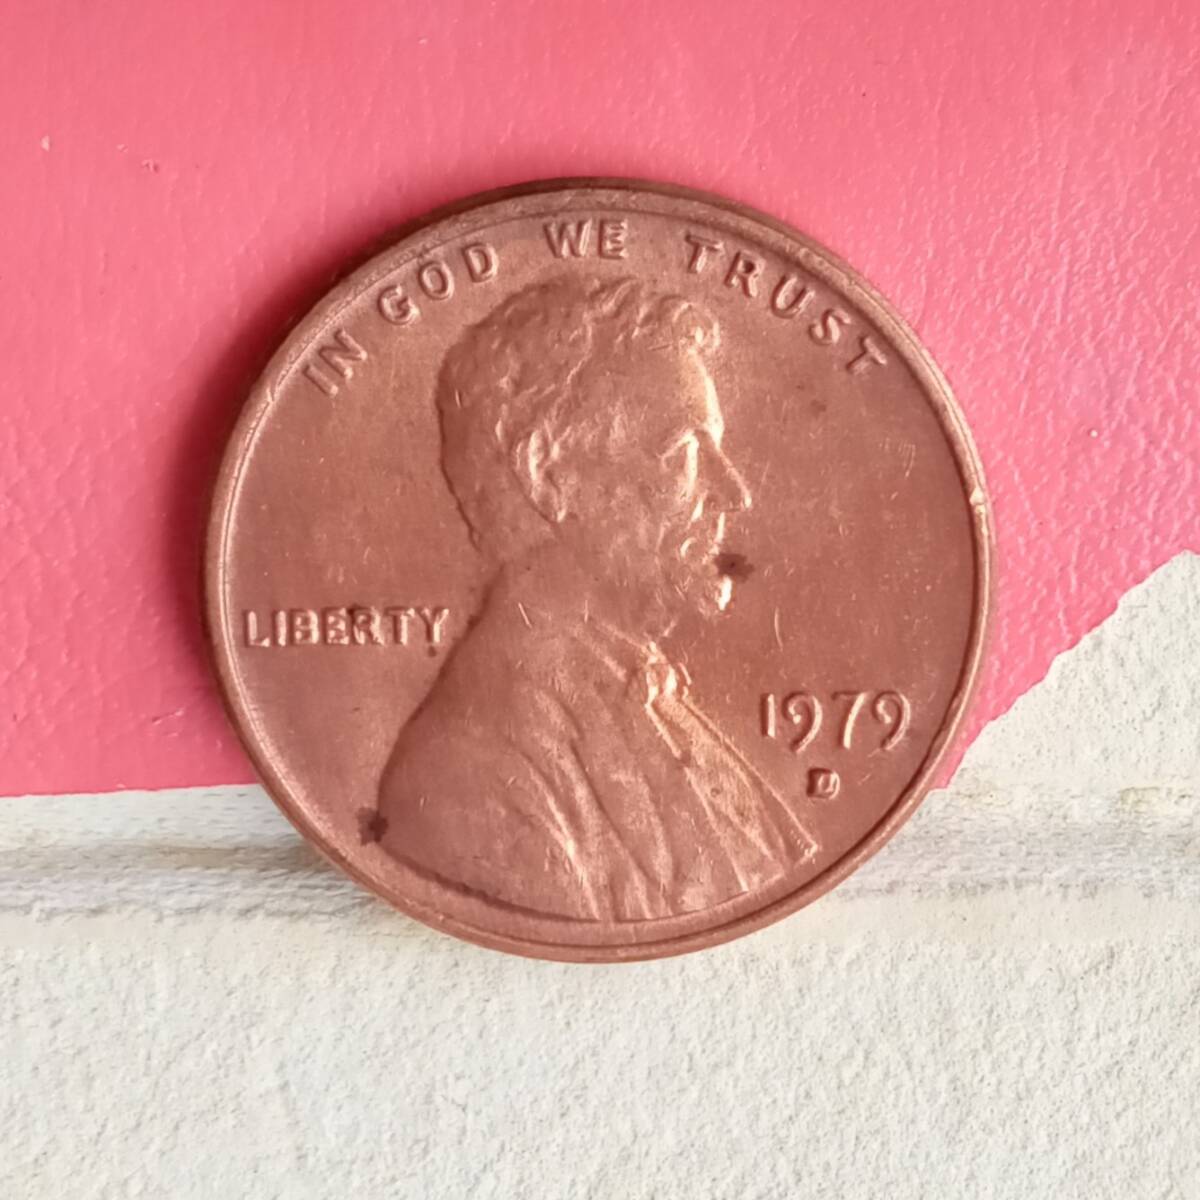 IN GOD WE TRUST
LIBERTY
1979
D